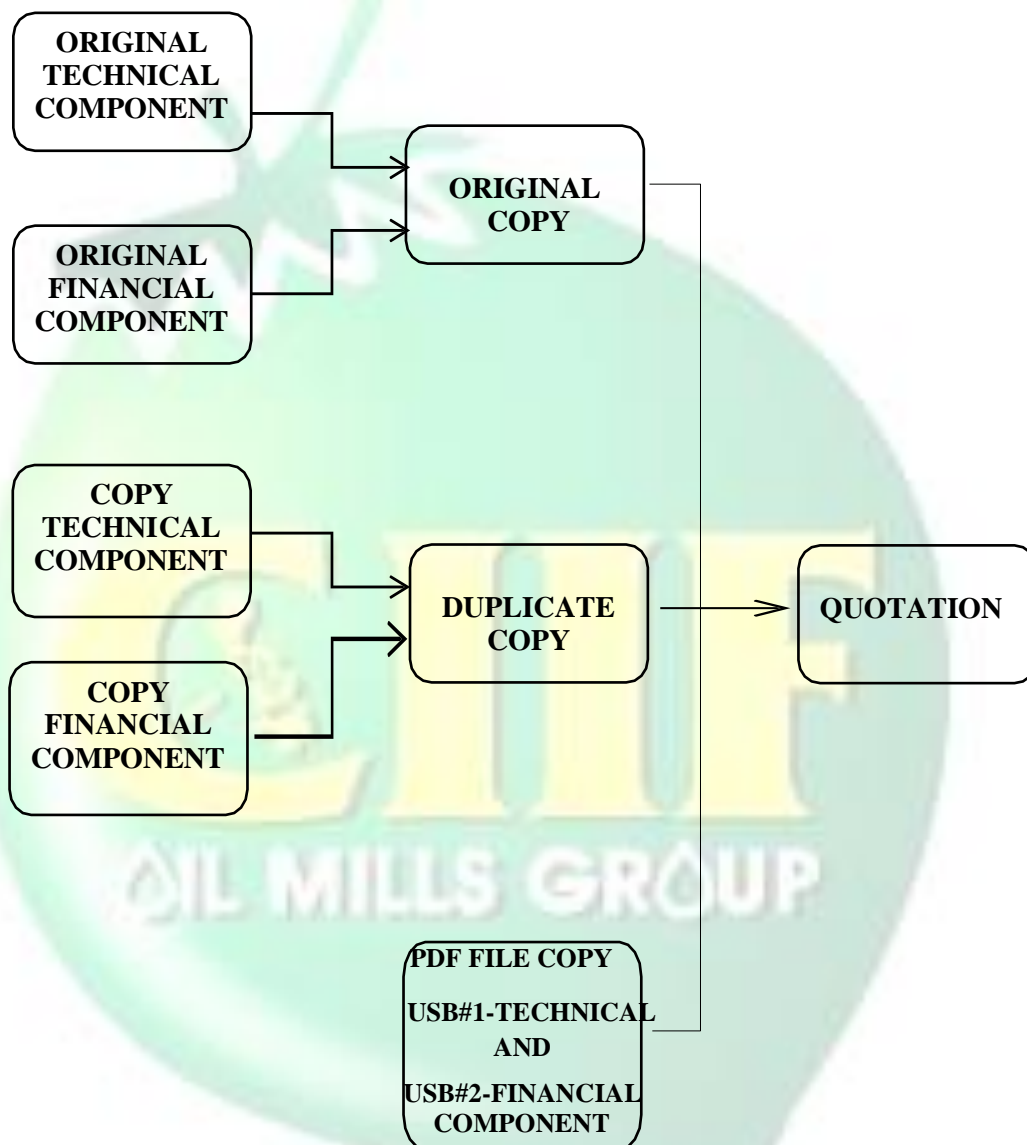 ORIGINAL
TECHNICAL
COMPONENT
ORIGINAL
COPY
ORIGINAL
FINANCIAL
COMPONENT
COPY
TECHNICAL
COMPONENT
DUPLICATE
COPY
QUOTATION
COPY
FINANCIAL
COMPONENT
CIIF
OIL MILLS GROUP
PDF FILE COPY
USB#1-TECHNICAL
AND
USB#2-FINANCIAL
COMPONENT